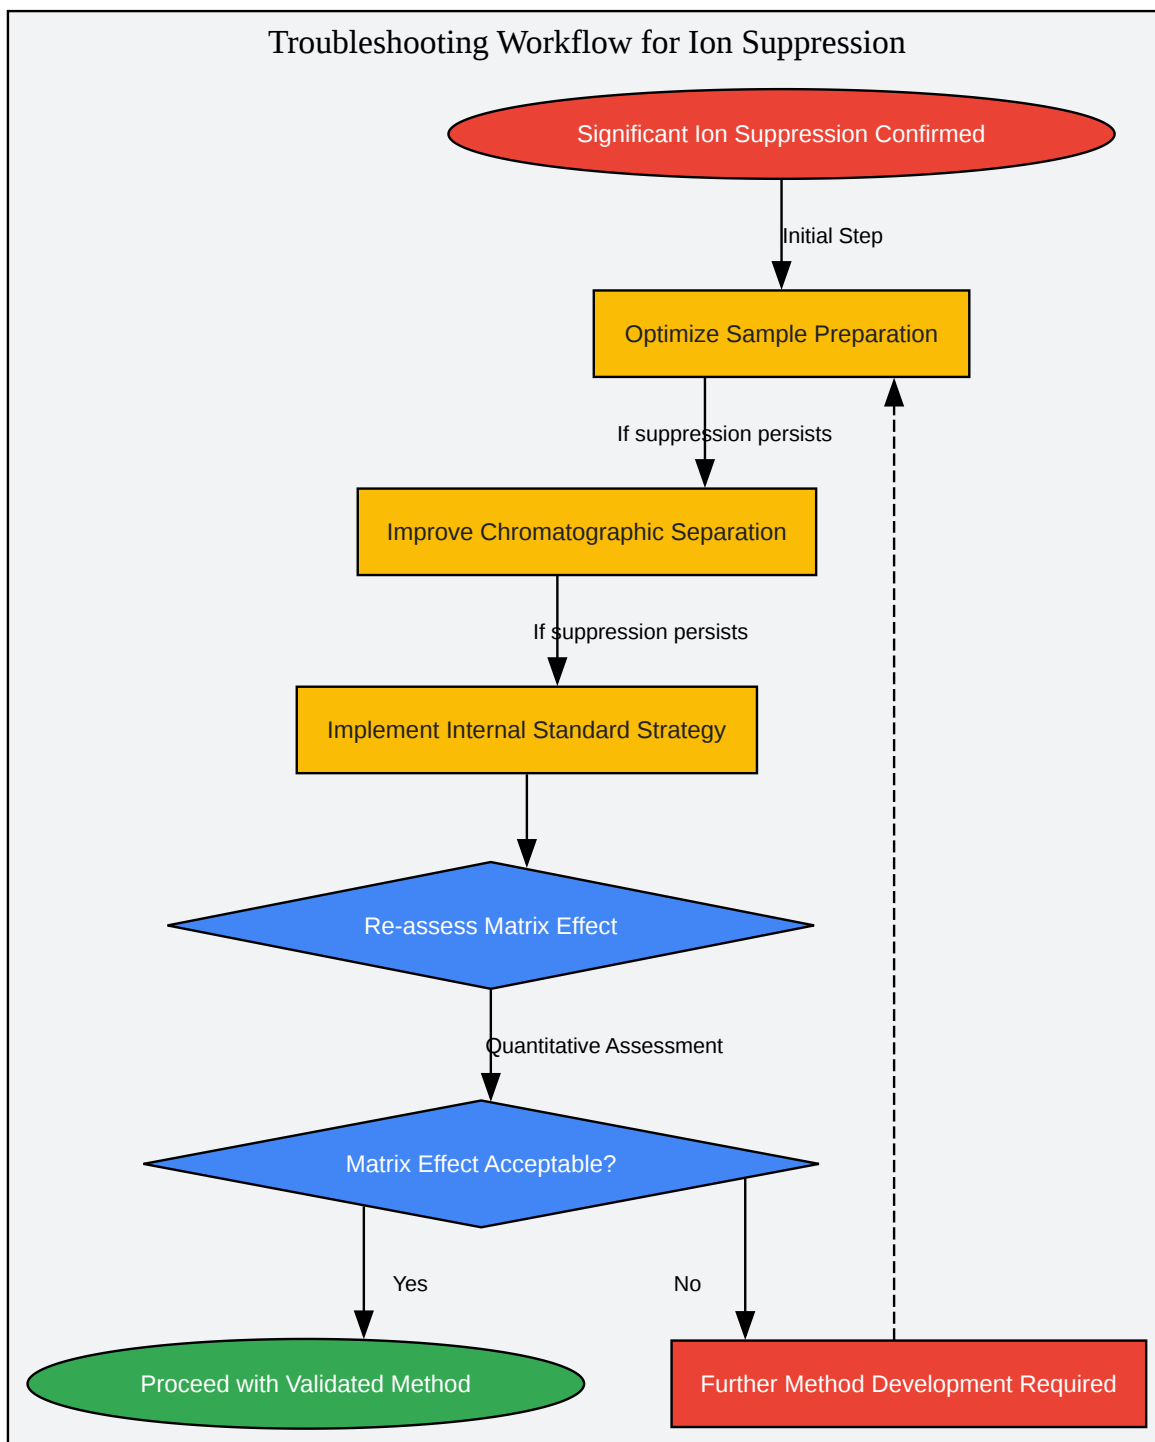 Troubleshooting Workflow for Ion Suppression
Significant Ion Suppression Confirmed
Initial Step
Optimize Sample Preparation
If suppression persists
Improve Chromatographic Separation
If suppression persists
Implement Internal Standard Strategy
Re-assess Matrix Effect
Quantitative Assessment
Matrix Effect Acceptable?
Yes
No
Proceed with Validated Method
Further Method Development Required